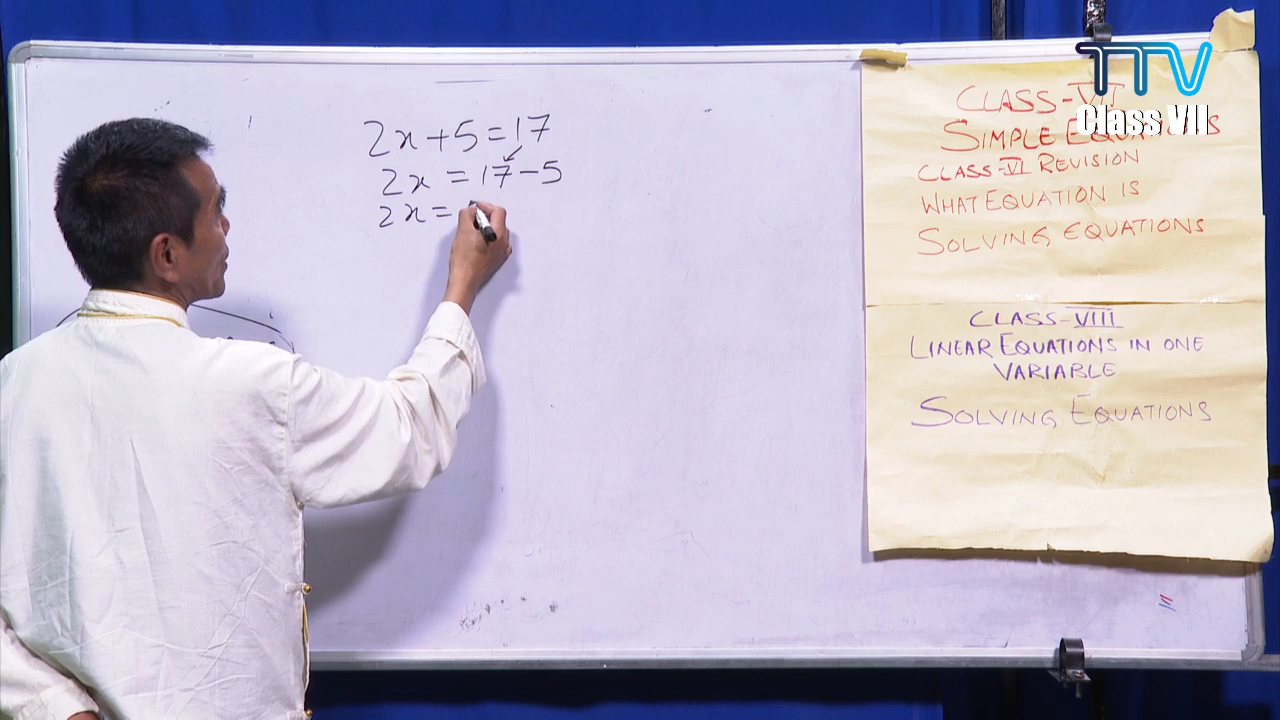 2x+5=17
2x =17-5
2x=
TTV
Class VII
CLASS-VII
SIMPLE EQUATIONS
CLASS-VI REVISION
WHAT EQUATION IS
SOLVING EQUATIONS
CLASS-VIII
LINEAR EQUATIONS IN ONE
VARIABLE
SOLVING EQUATIONS